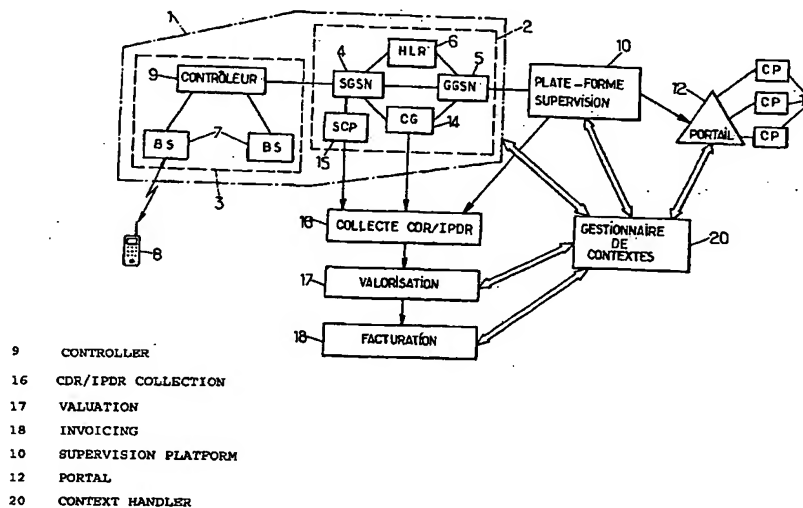 1
2
10
HLR
6
4
5
9
CONTRÔLEUR
SGSN
GGSN
PLATE-FORME
SUPERVISION
12
CP
CP
CP
PORTAIL
SCP
CG
14
15
BS
7
BS
3
8
16
COLLECTE CDR/IPDR
GESTIONNAIRE
DE
CONTEXTES
20
17
VALORISATION
18
FACTURATION
9 CONTROLLER
16 CDR/IPDR COLLECTION
17 VALUATION
18 INVOICING
10 SUPERVISION PLATFORM
12 PORTAL
20 CONTEXT HANDLER